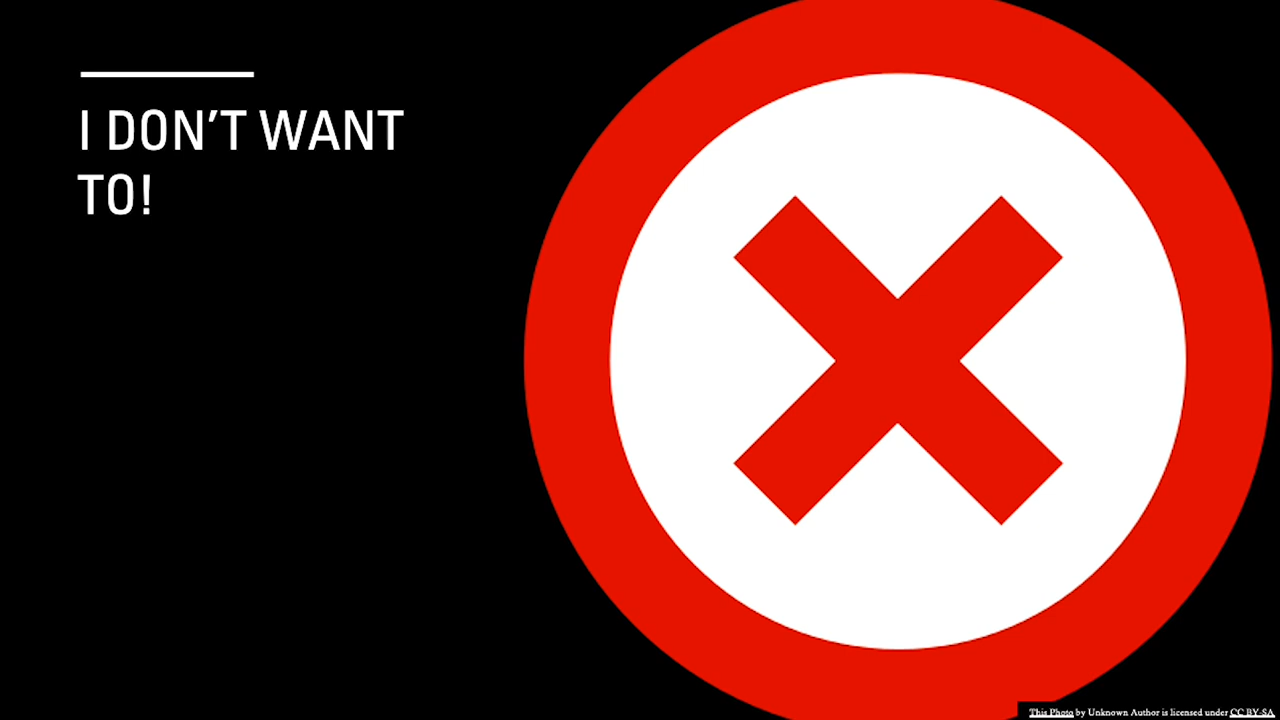 I DON’T WANT
TO!
This Photo by Unknown Author is licensed under CC BY-SA